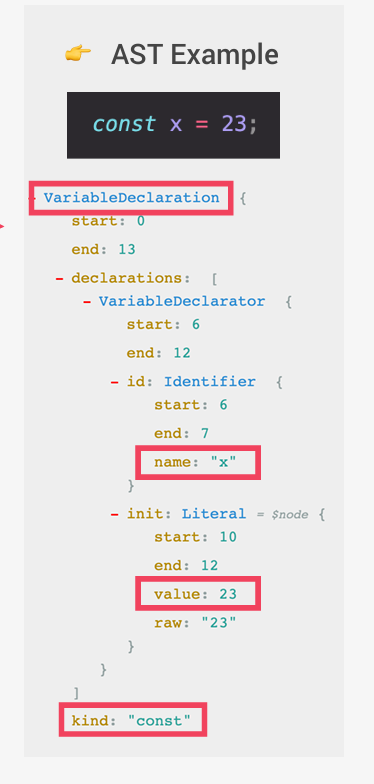 👉 AST Example
const x = 23;
- VariableDeclaration {
start: 0
end: 13
- declarations: [
- VariableDeclarator {
start: 6
end: 12
- id: Identifier {
start: 6
end: 7
name: "x"
}
- init: Literal = $node {
start: 10
end: 12
value: 23
raw: "23"
}
}
]
kind: "const"